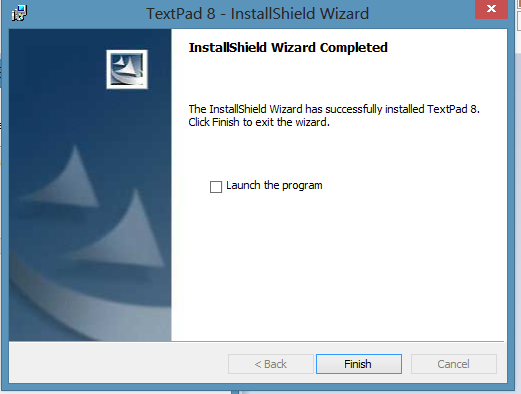 TextPad 8 - InstallShield Wizard
InstallShield Wizard Completed
The InstallShield Wizard has successfully installed TextPad 8.
Click Finish to exit the wizard.
Launch the program
< Back
Finish
Cancel